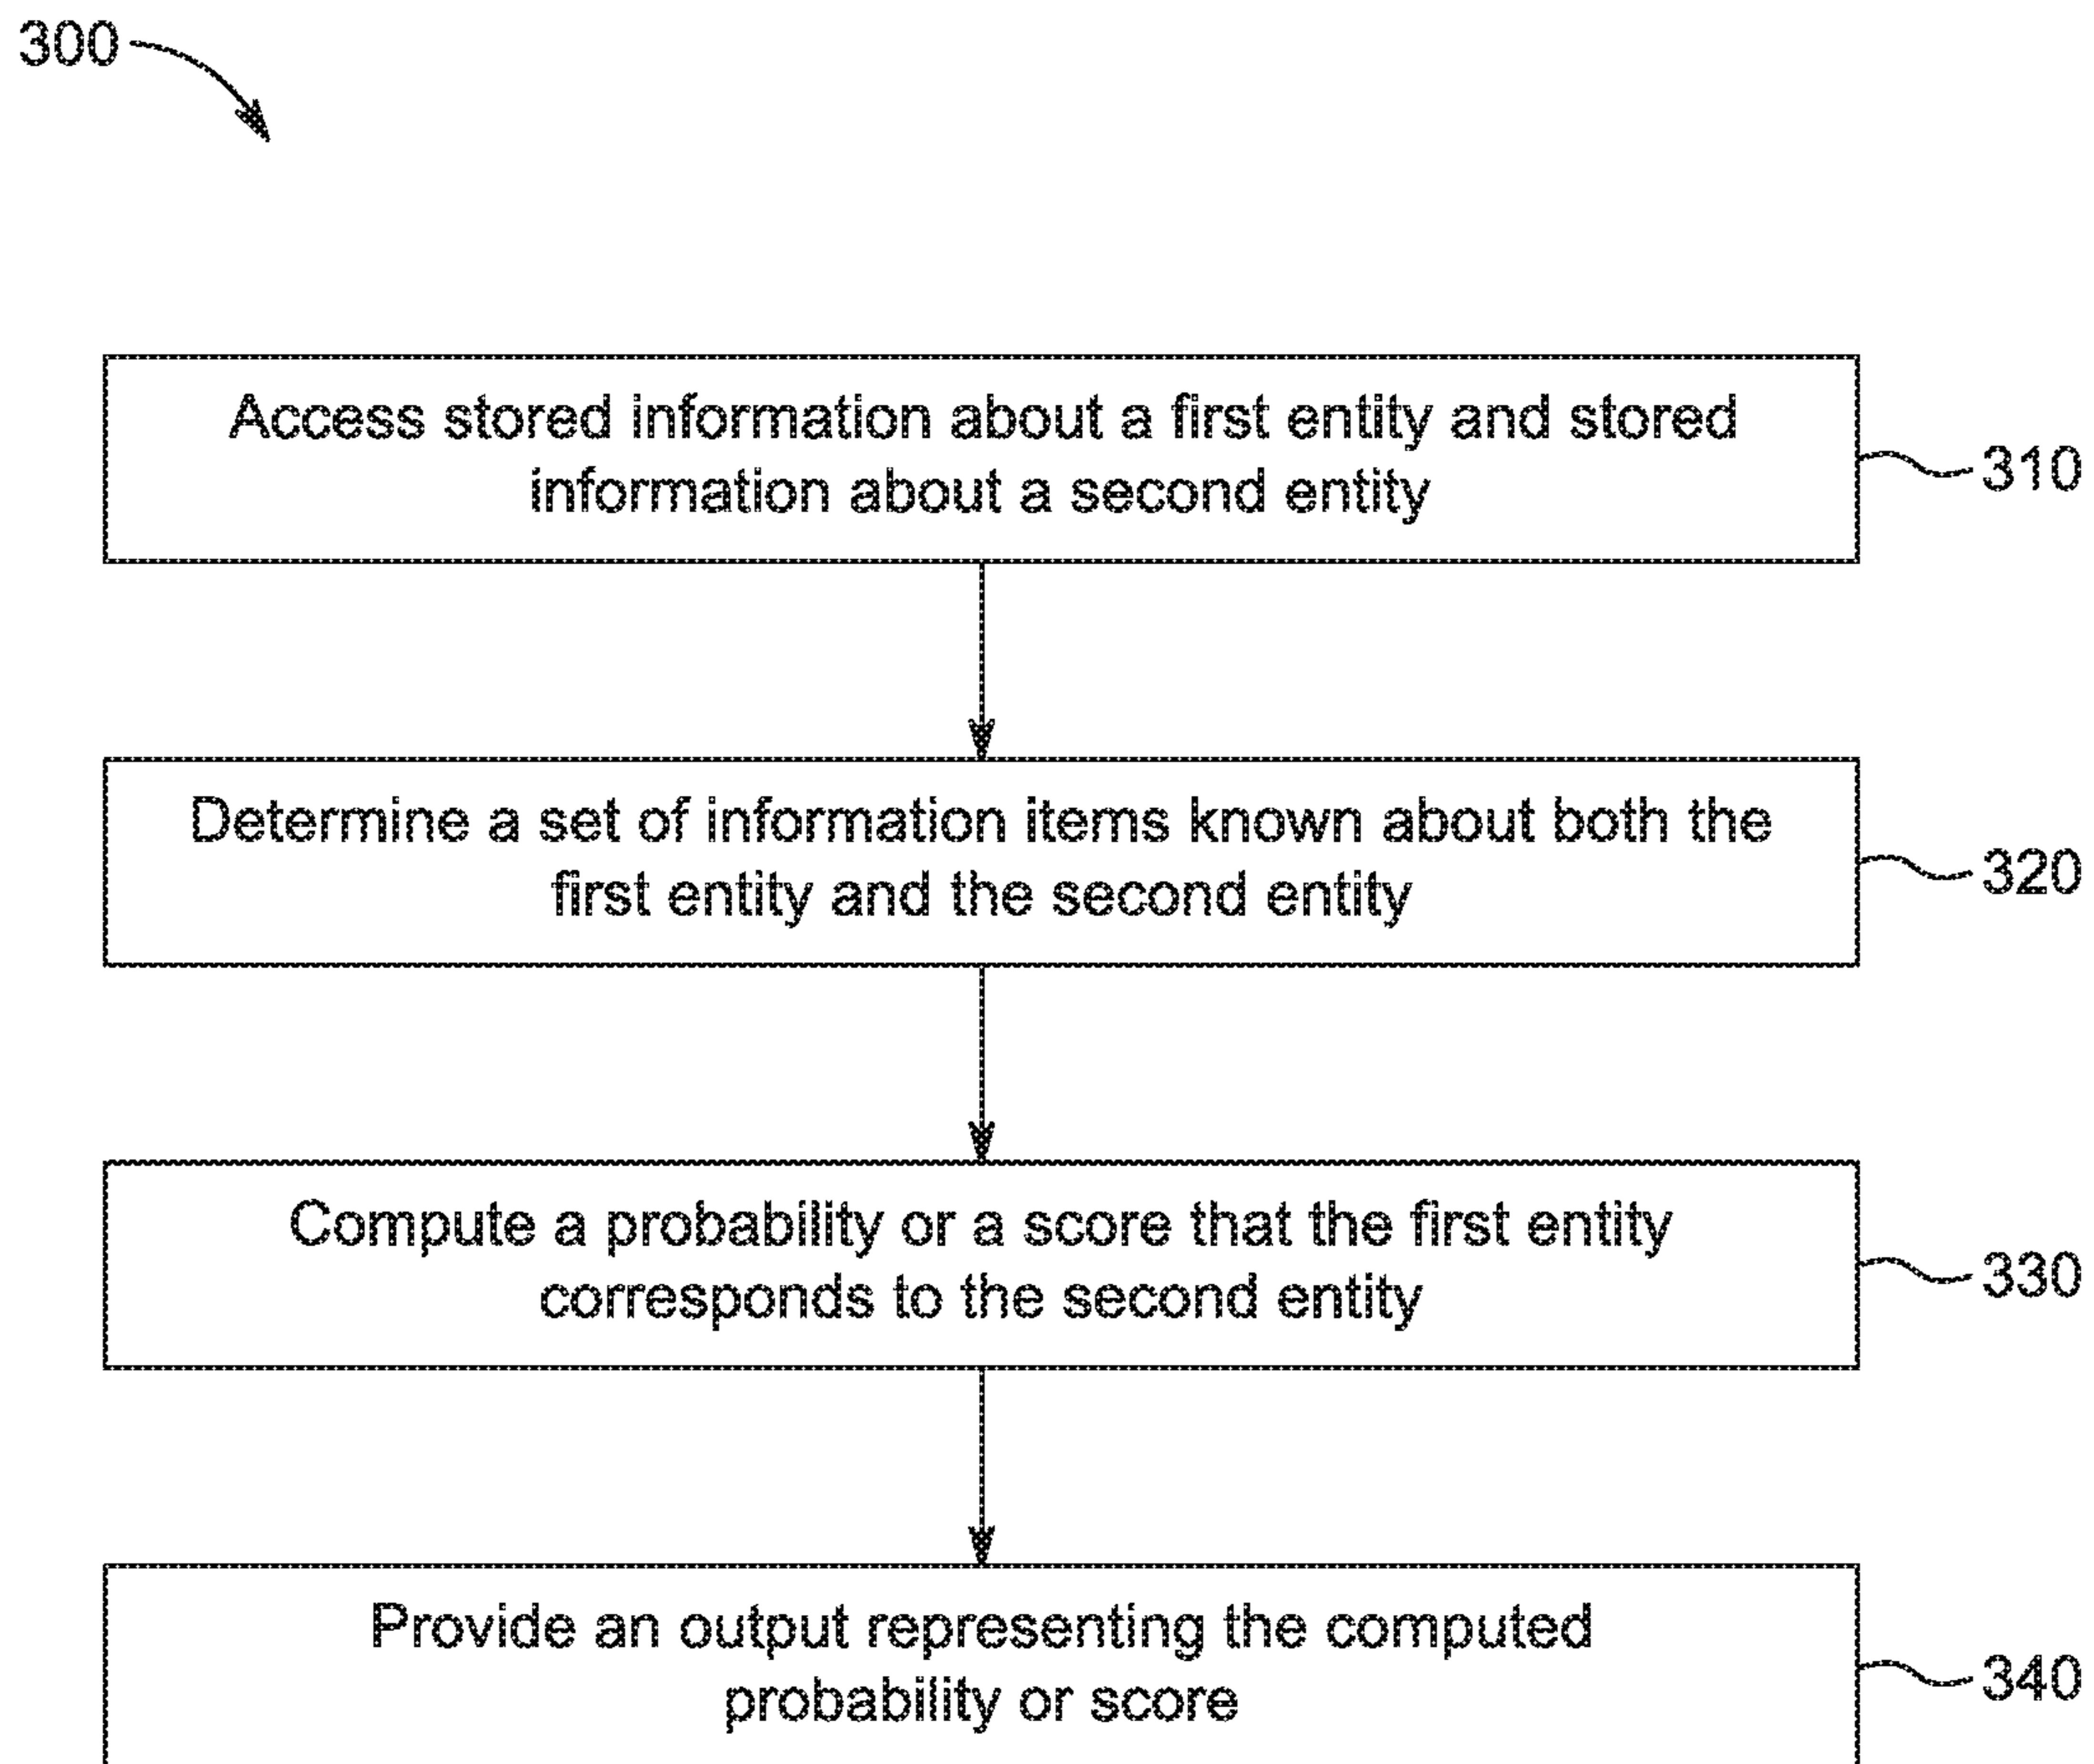 300
Access stored information about a first entity and stored
information about a second entity
310
Determine a set of information items known about both the
first entity and the second entity
320
Compute a probability or a score that the first entity
corresponds to the second entity
330
Provide an output representing the computed
probability or score
340